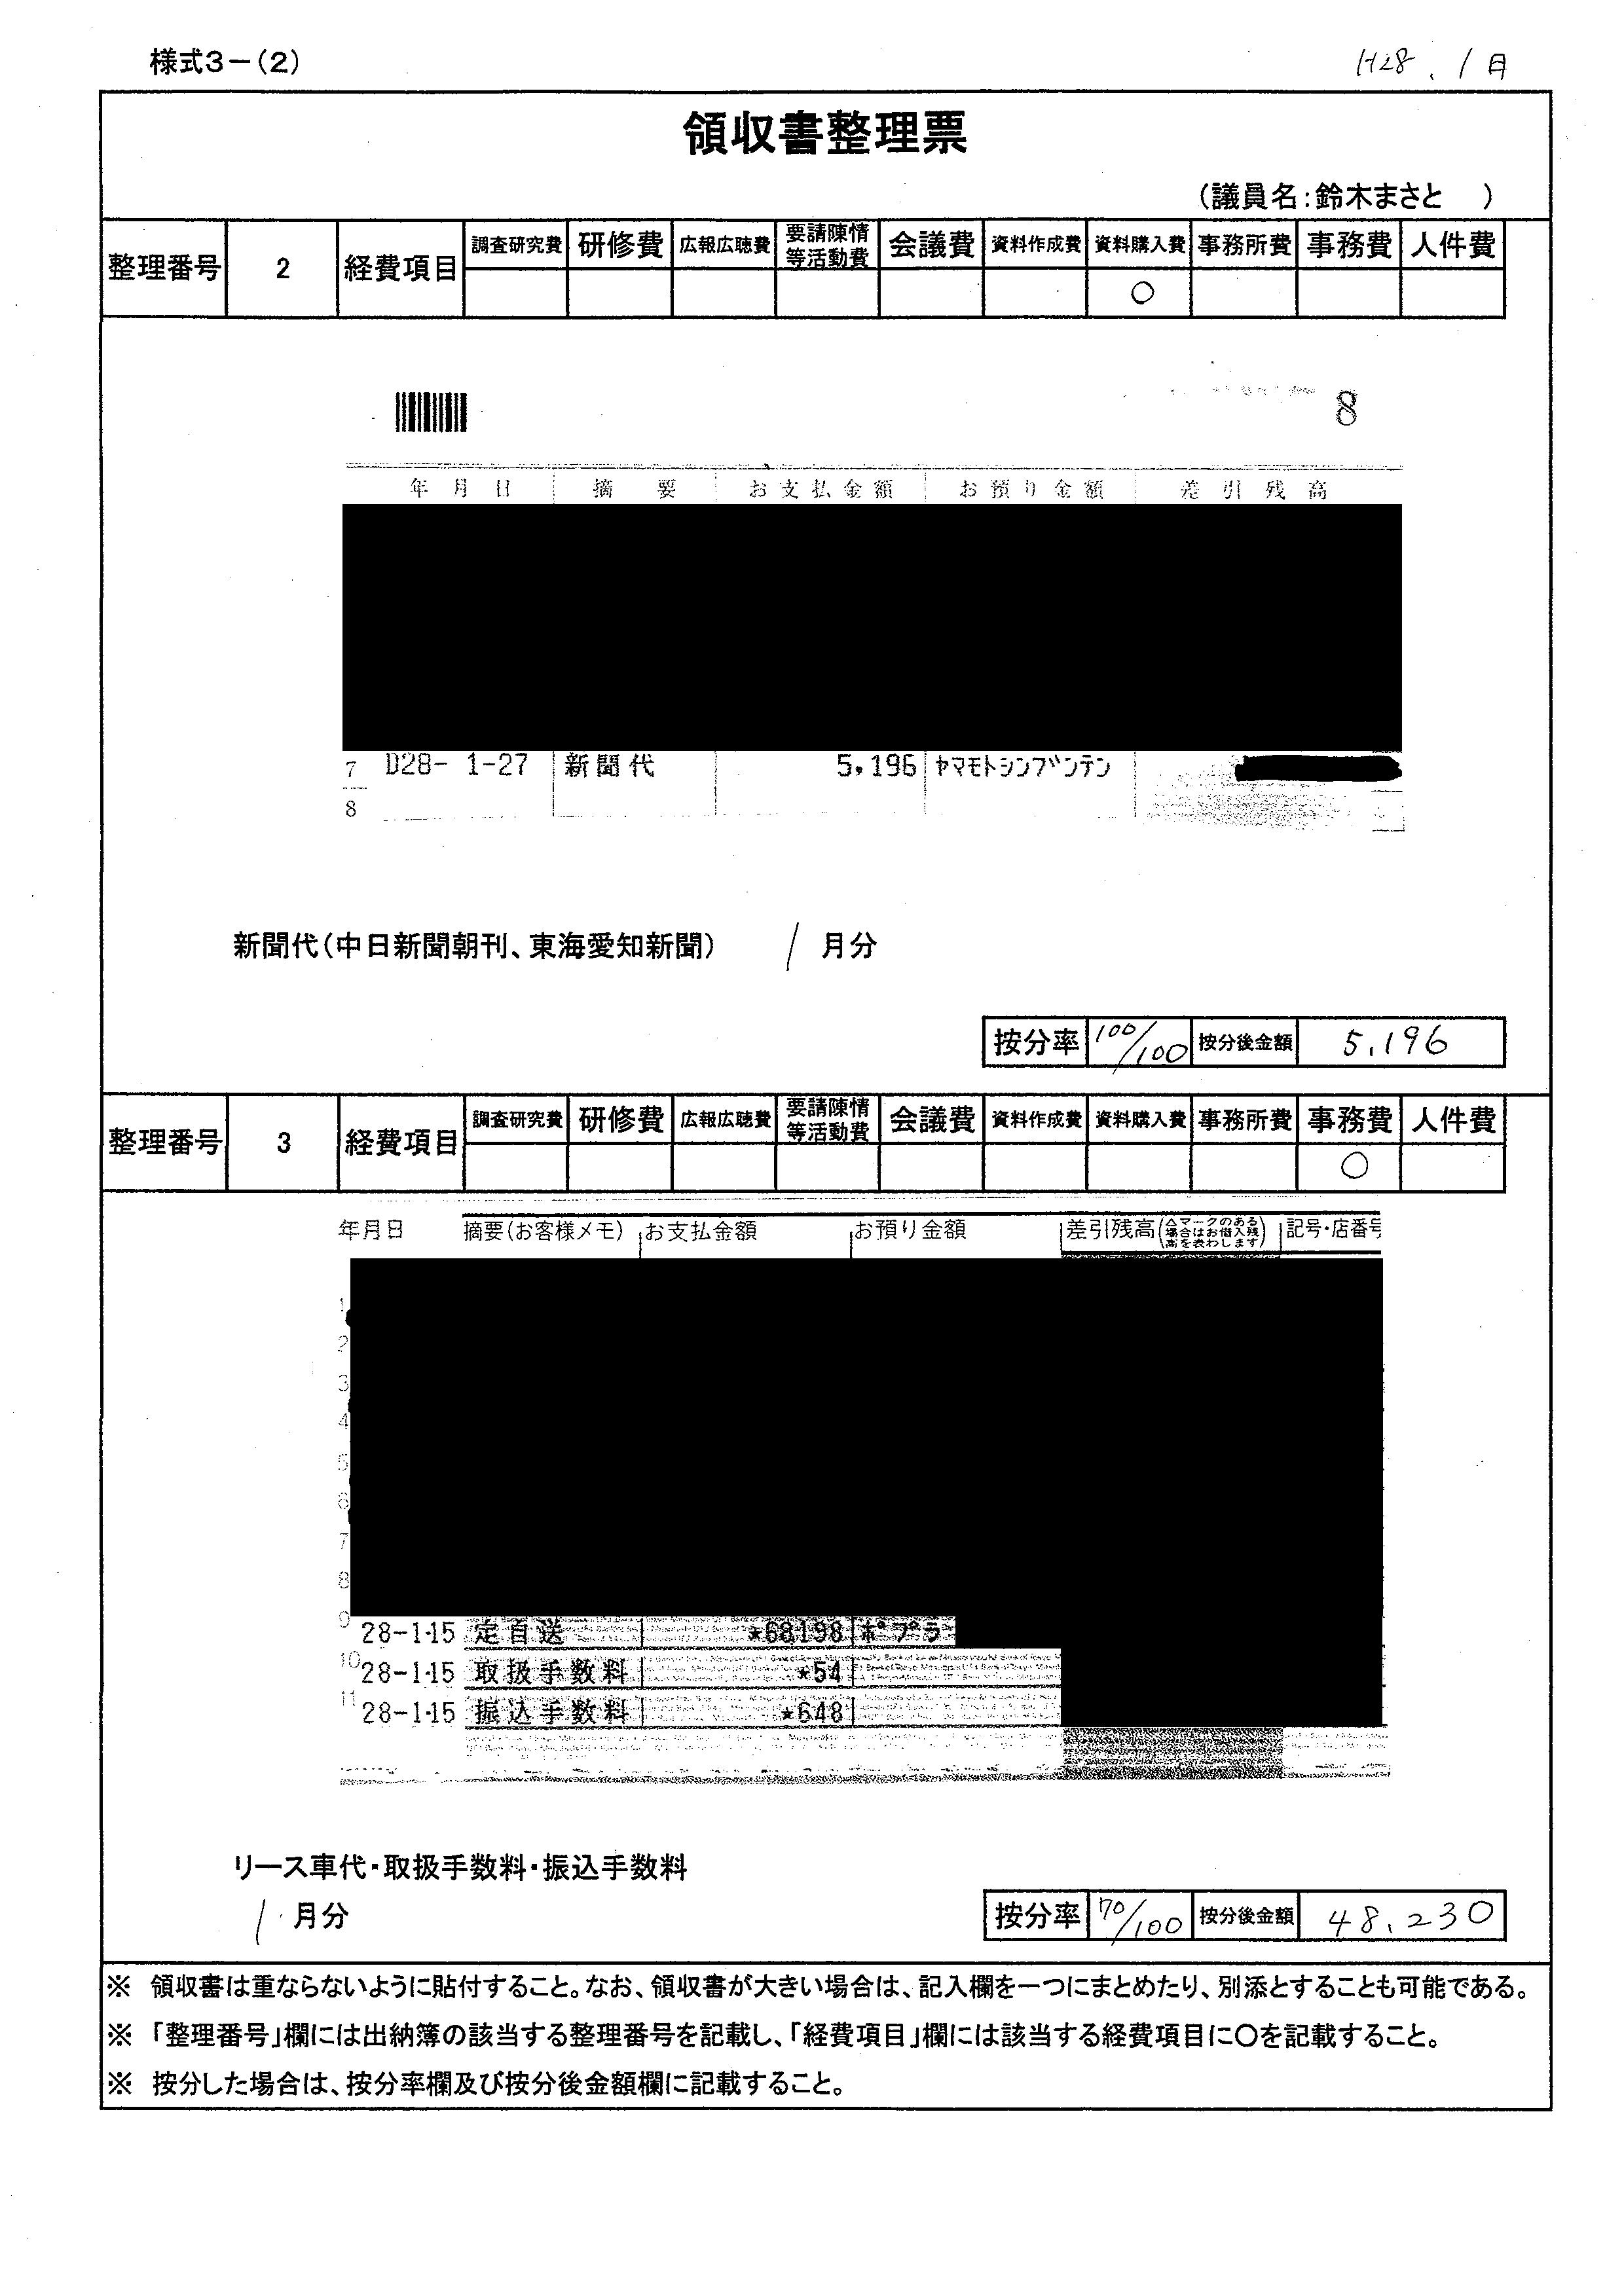 様式3－(2)
H28.1月
領収書整理票
(議員名:鈴木まさと　)
整理番号 2 経費項目 調査研究費 研修費 広報広聴費 要請陳情等活動費 会議費 資料作成費 資料購入費 事務所費 事務費 人件費
○
8
年月日 摘要 お支払金額 お預り金額 差引残高
7 D28- 1-27 新聞代 5,196 ヤマモトシンブンテン
8
新聞代(中日新聞朝刊、東海愛知新聞) 1 月分
按分率 100/100 按分後金額 5,196
整理番号 3 経費項目 調査研究費 研修費 広報広聴費 要請陳情等活動費 会議費 資料作成費 資料購入費 事務所費 事務費 人件費
○
年月日 摘要(お客様メモ) お支払金額 お預り金額 差引残高(△マークのある場合はお借入残高を表わします) 記号・店番号
1
2
3
4
5
6
7
8
9 28-1-15 定自送 *68198 ポプラ
10 28-1-15 取扱手数料 *54
11 28-1-15 振込手数料 *648
リース車代・取扱手数料・振込手数料
1 月分
按分率 70/100 按分後金額 48,230
※ 領収書は重ならないように貼付すること。なお、領収書が大きい場合は、記入欄を一つにまとめたり、別添とすることも可能である。
※ 「整理番号」欄には出納簿の該当する整理番号を記載し、「経費項目」欄には該当する経費項目に○を記載すること。
※ 按分した場合は、按分率欄及び按分後金額欄に記載すること。